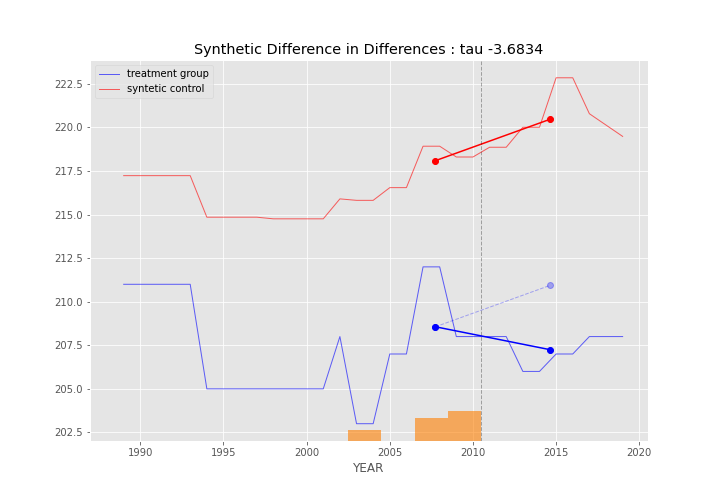 Synthetic Difference in Differences : tau -3.6834
treatment group
syntetic control
222.5
220.0
217.5
215.0
212.5
210.0
207.5
205.0
202.5
1990 1995 2000 2005 2010 2015 2020
YEAR